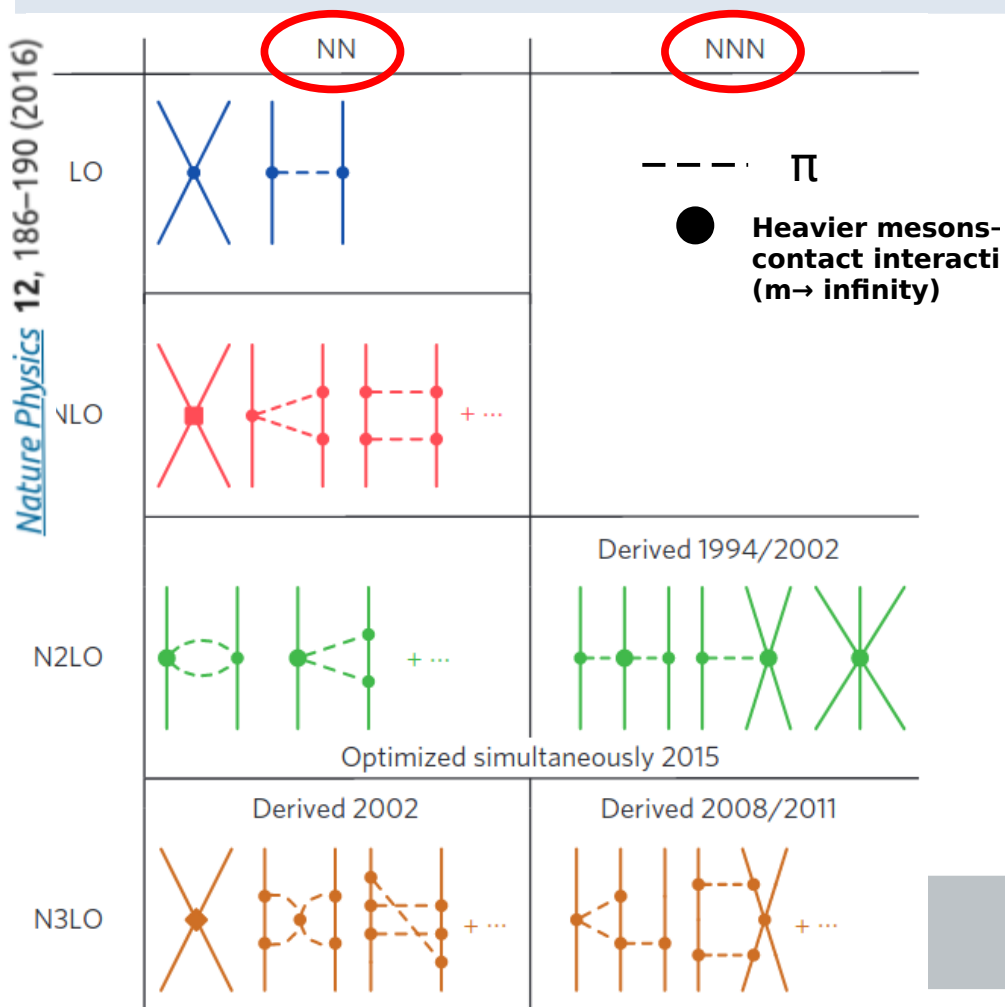 NN
NNN
Nature Physics 12, 186–190 (2016)
LO
π
Heavier mesons-
contact interacti
(m→ infinity)
NLO
+ ...
Derived 1994/2002
N2LO
+ ...
Optimized simultaneously 2015
Derived 2002
Derived 2008/2011
N3LO
+ ...
+ ...